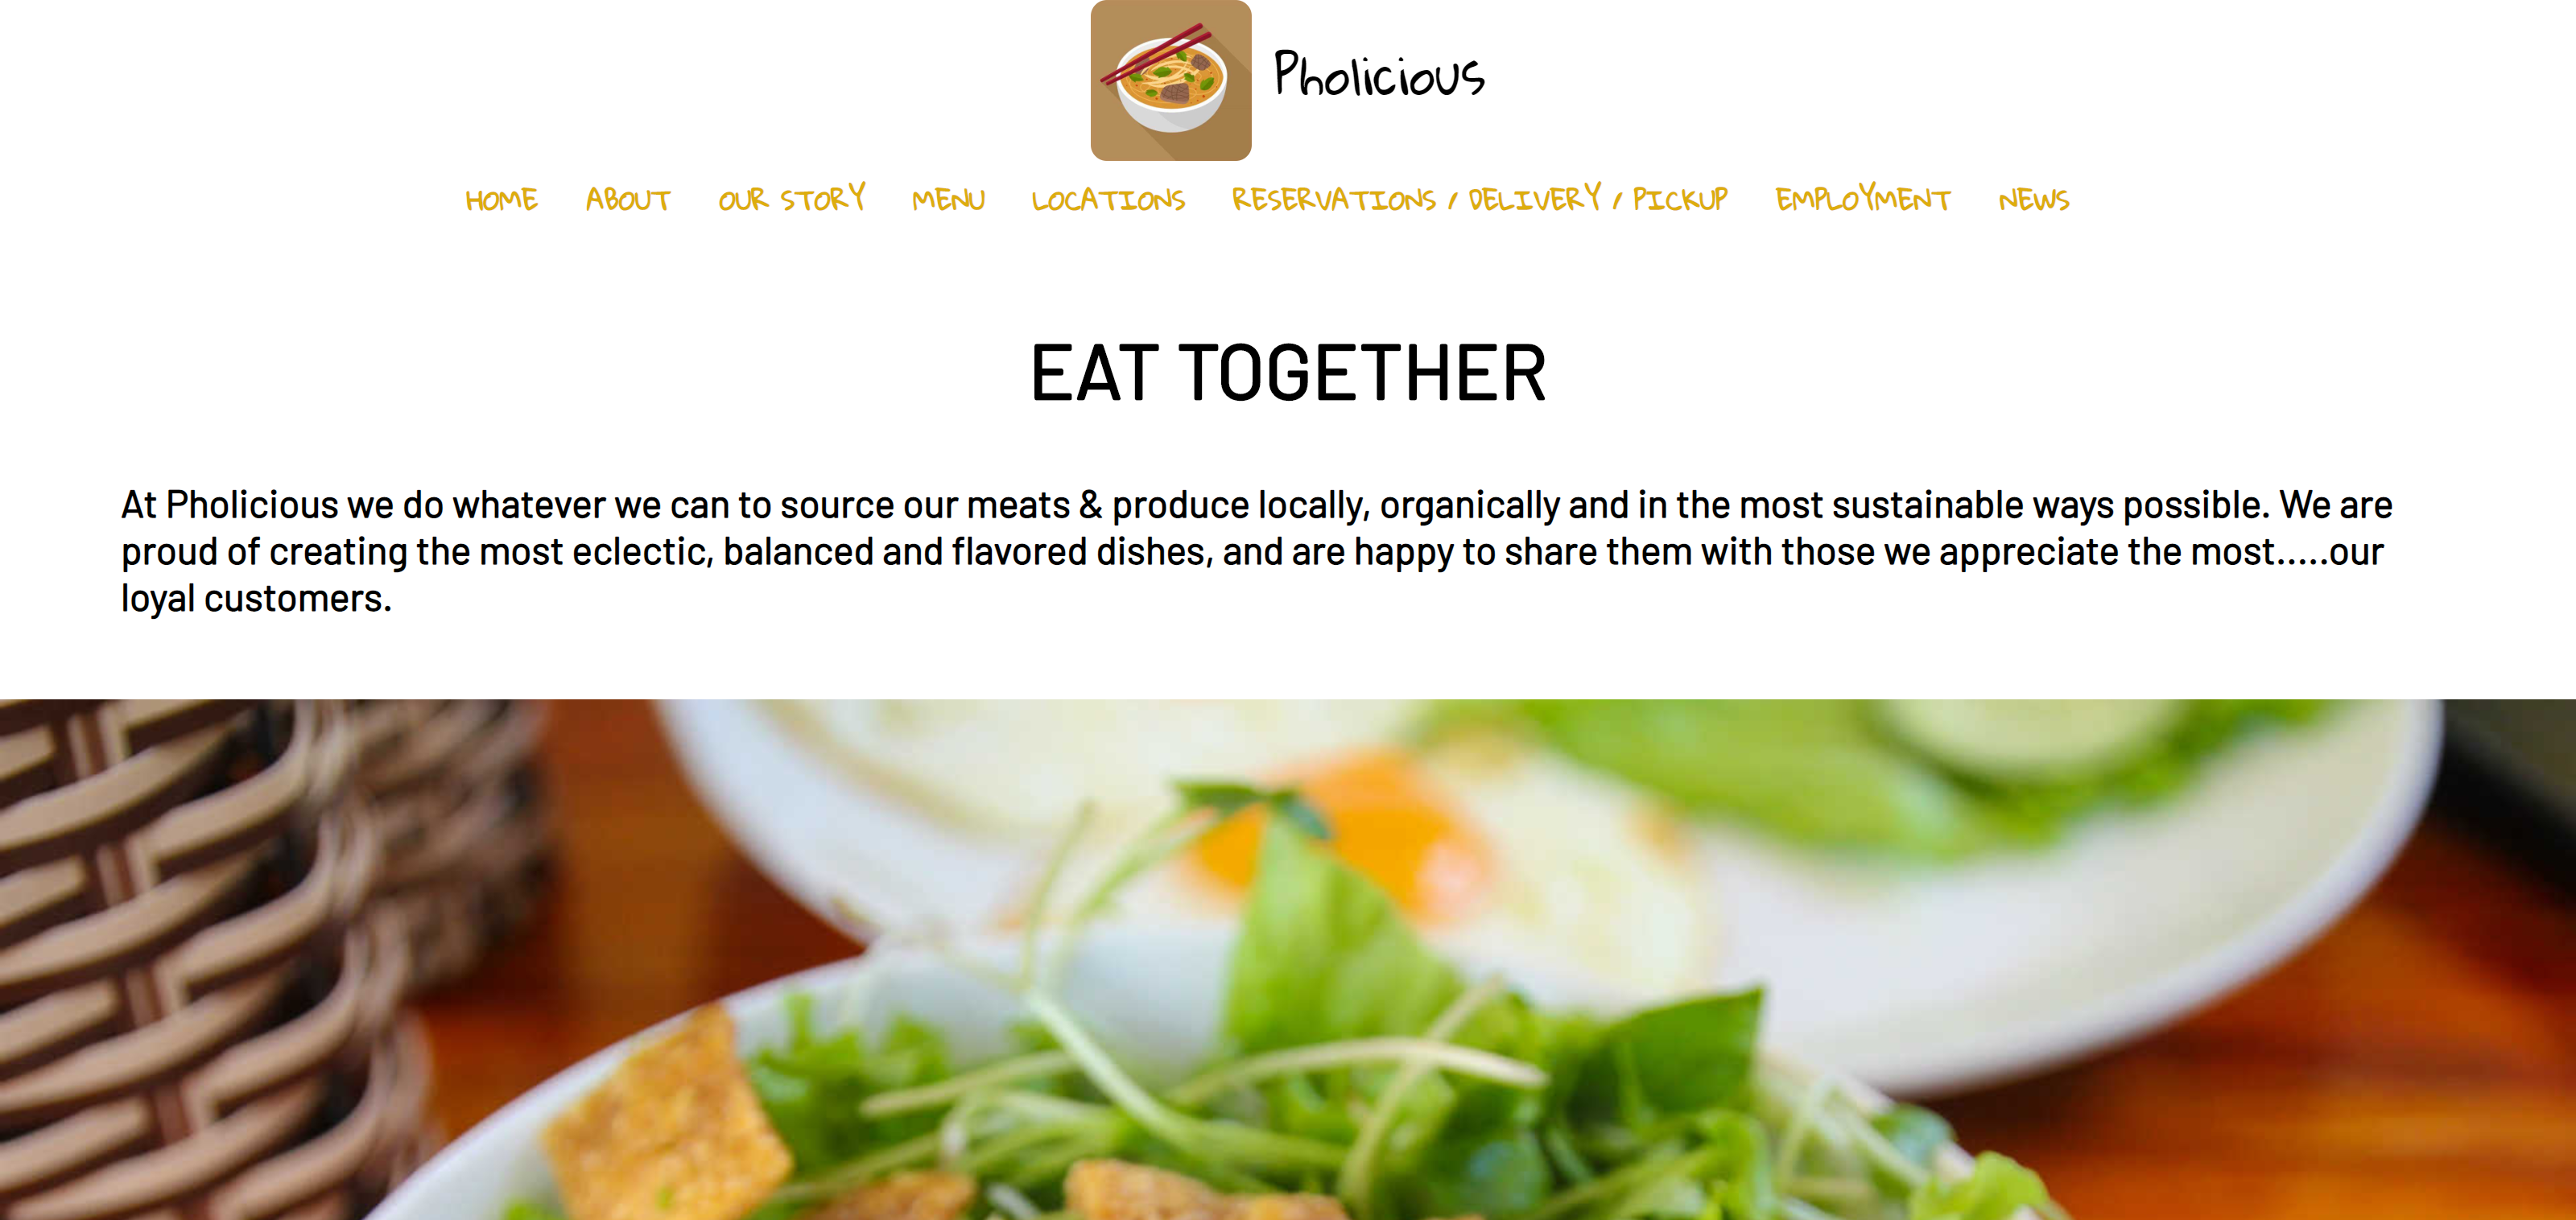 Pholicious
HOME ABOUT OUR STORY MENU LOCATIONS RESERVATIONS / DELIVERY / PICKUP EMPLOYMENT NEWS
EAT TOGETHER
At Pholicious we do whatever we can to source our meats & produce locally, organically and in the most sustainable ways possible. We are
proud of creating the most eclectic, balanced and flavored dishes, and are happy to share them with those we appreciate the most.....our
loyal customers.